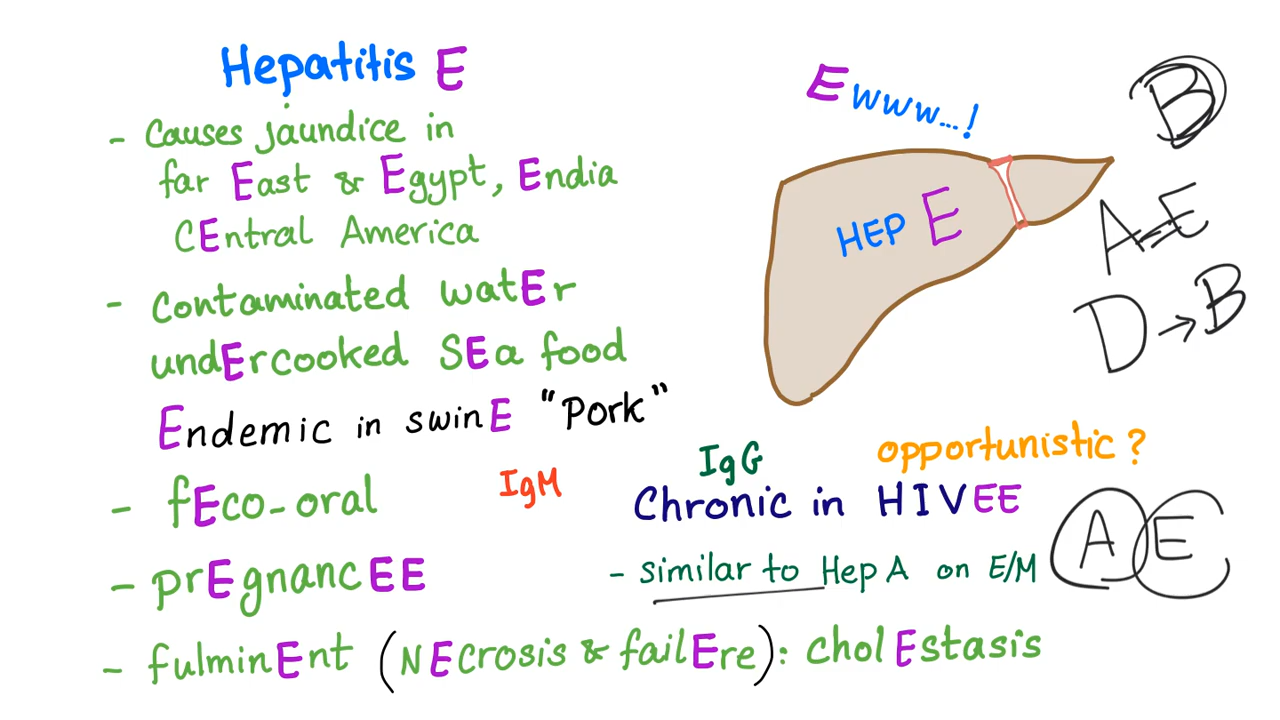 Hepatitis E
- Causes jaundice in
far East & Egypt, Endia
CEntral America
- contaminated watEr
undErcooked SEa food
Endemic in swinE "Pork"
- fEco-oral
- prEgnancEE
- fulminEnt (NEcrosis & failEre): cholEstasis
Ewww...!
HEP E
B
A=E
D→B
IgM
IgG
opportunistic?
Chronic in HIVEE
- similar to Hep A on E/M
A E